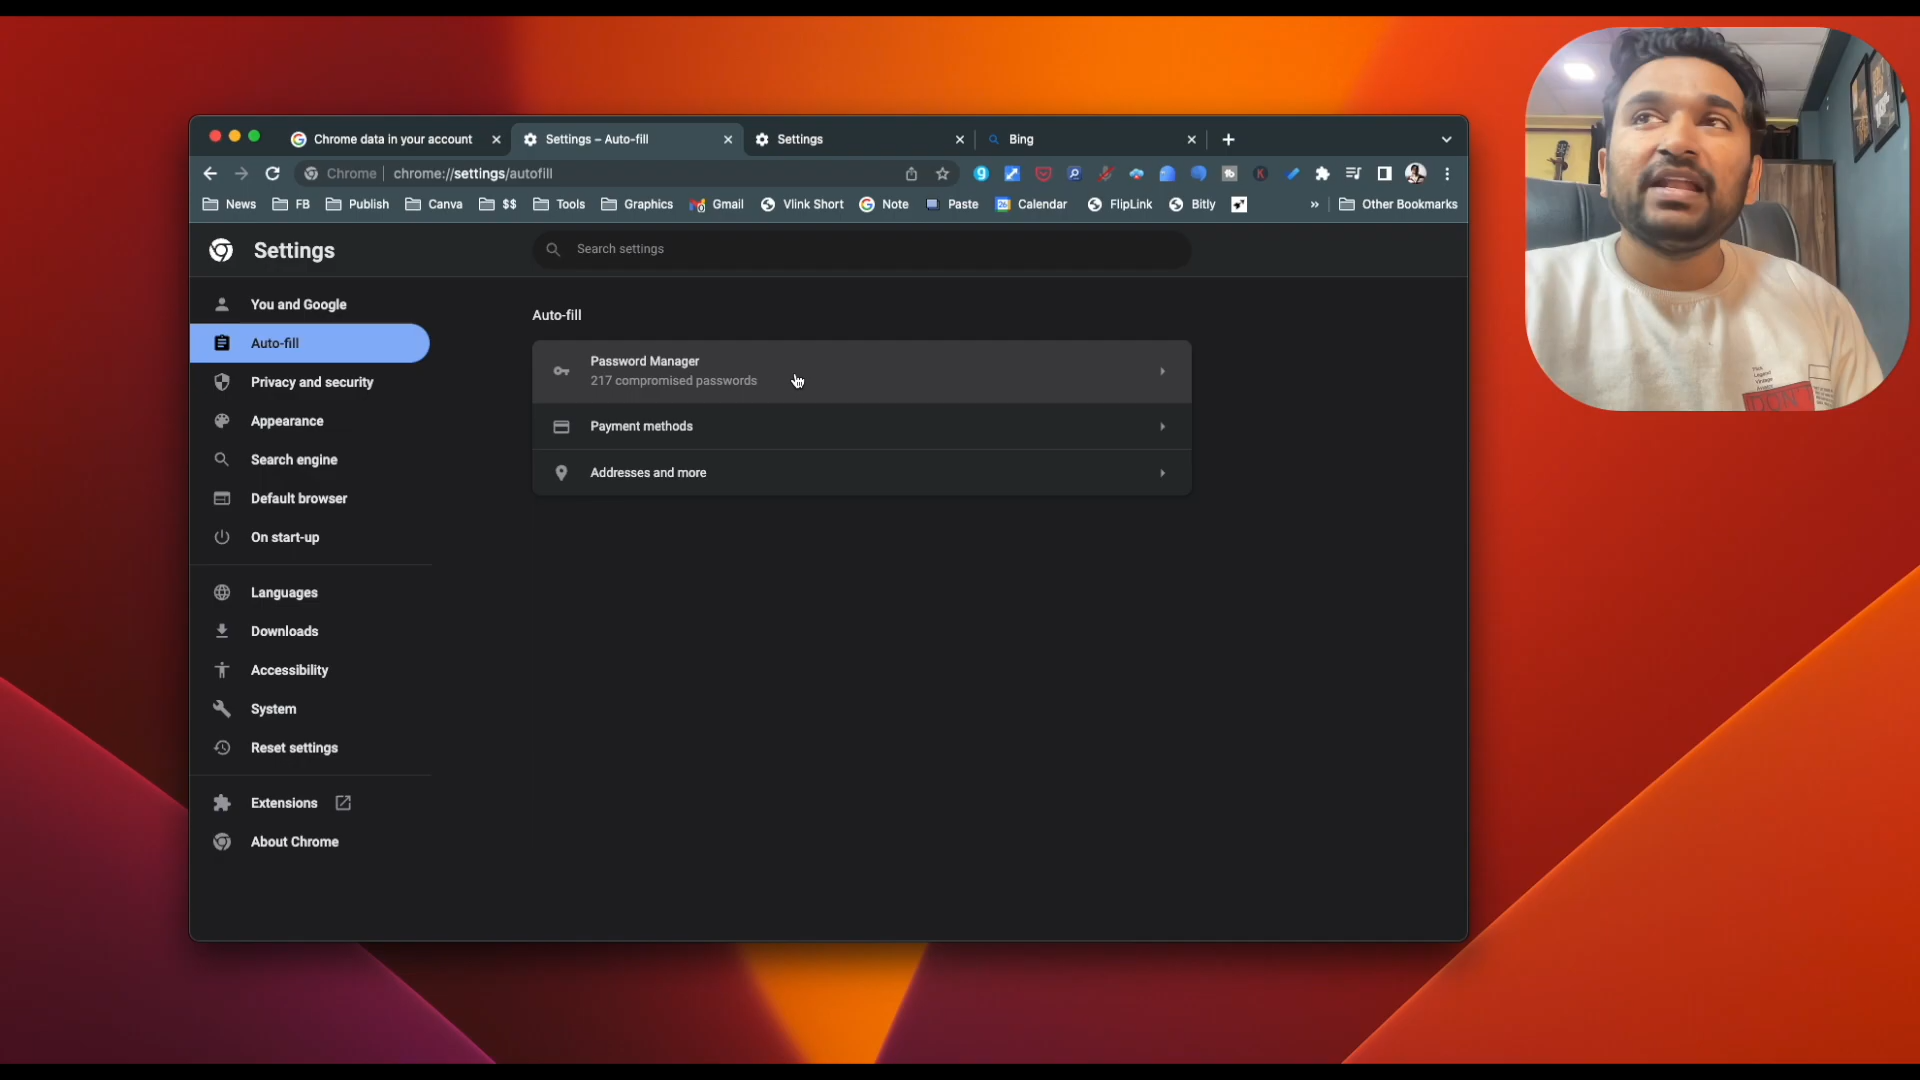 Chrome data in your account
Settings – Auto-fill
Settings
Bing
Chrome
chrome://settings/autofill
News
FB
Publish
Canva
$$
Tools
Graphics
Gmail
Vlink Short
Note
Paste
Calendar
FlipLink
Bitly
»
Other Bookmarks
Settings
Search settings
You and Google
Auto-fill
Privacy and security
Appearance
Search engine
Default browser
On start-up
Languages
Downloads
Accessibility
System
Reset settings
Extensions
About Chrome
Auto-fill
Password Manager
217 compromised passwords
Payment methods
Addresses and more